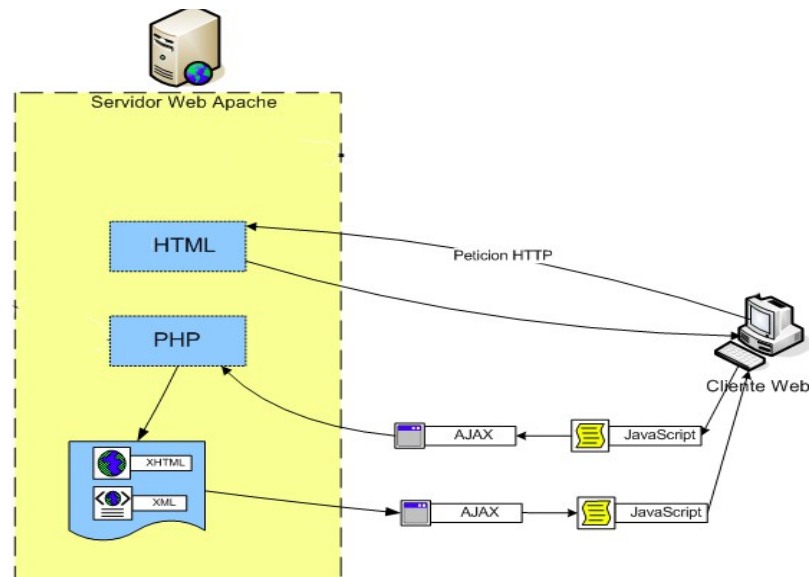 Servidor Web Apache
HTML
Peticion HTTP
PHP
Cliente Web
AJAX
JavaScript
XHTML
XML
AJAX
JavaScript